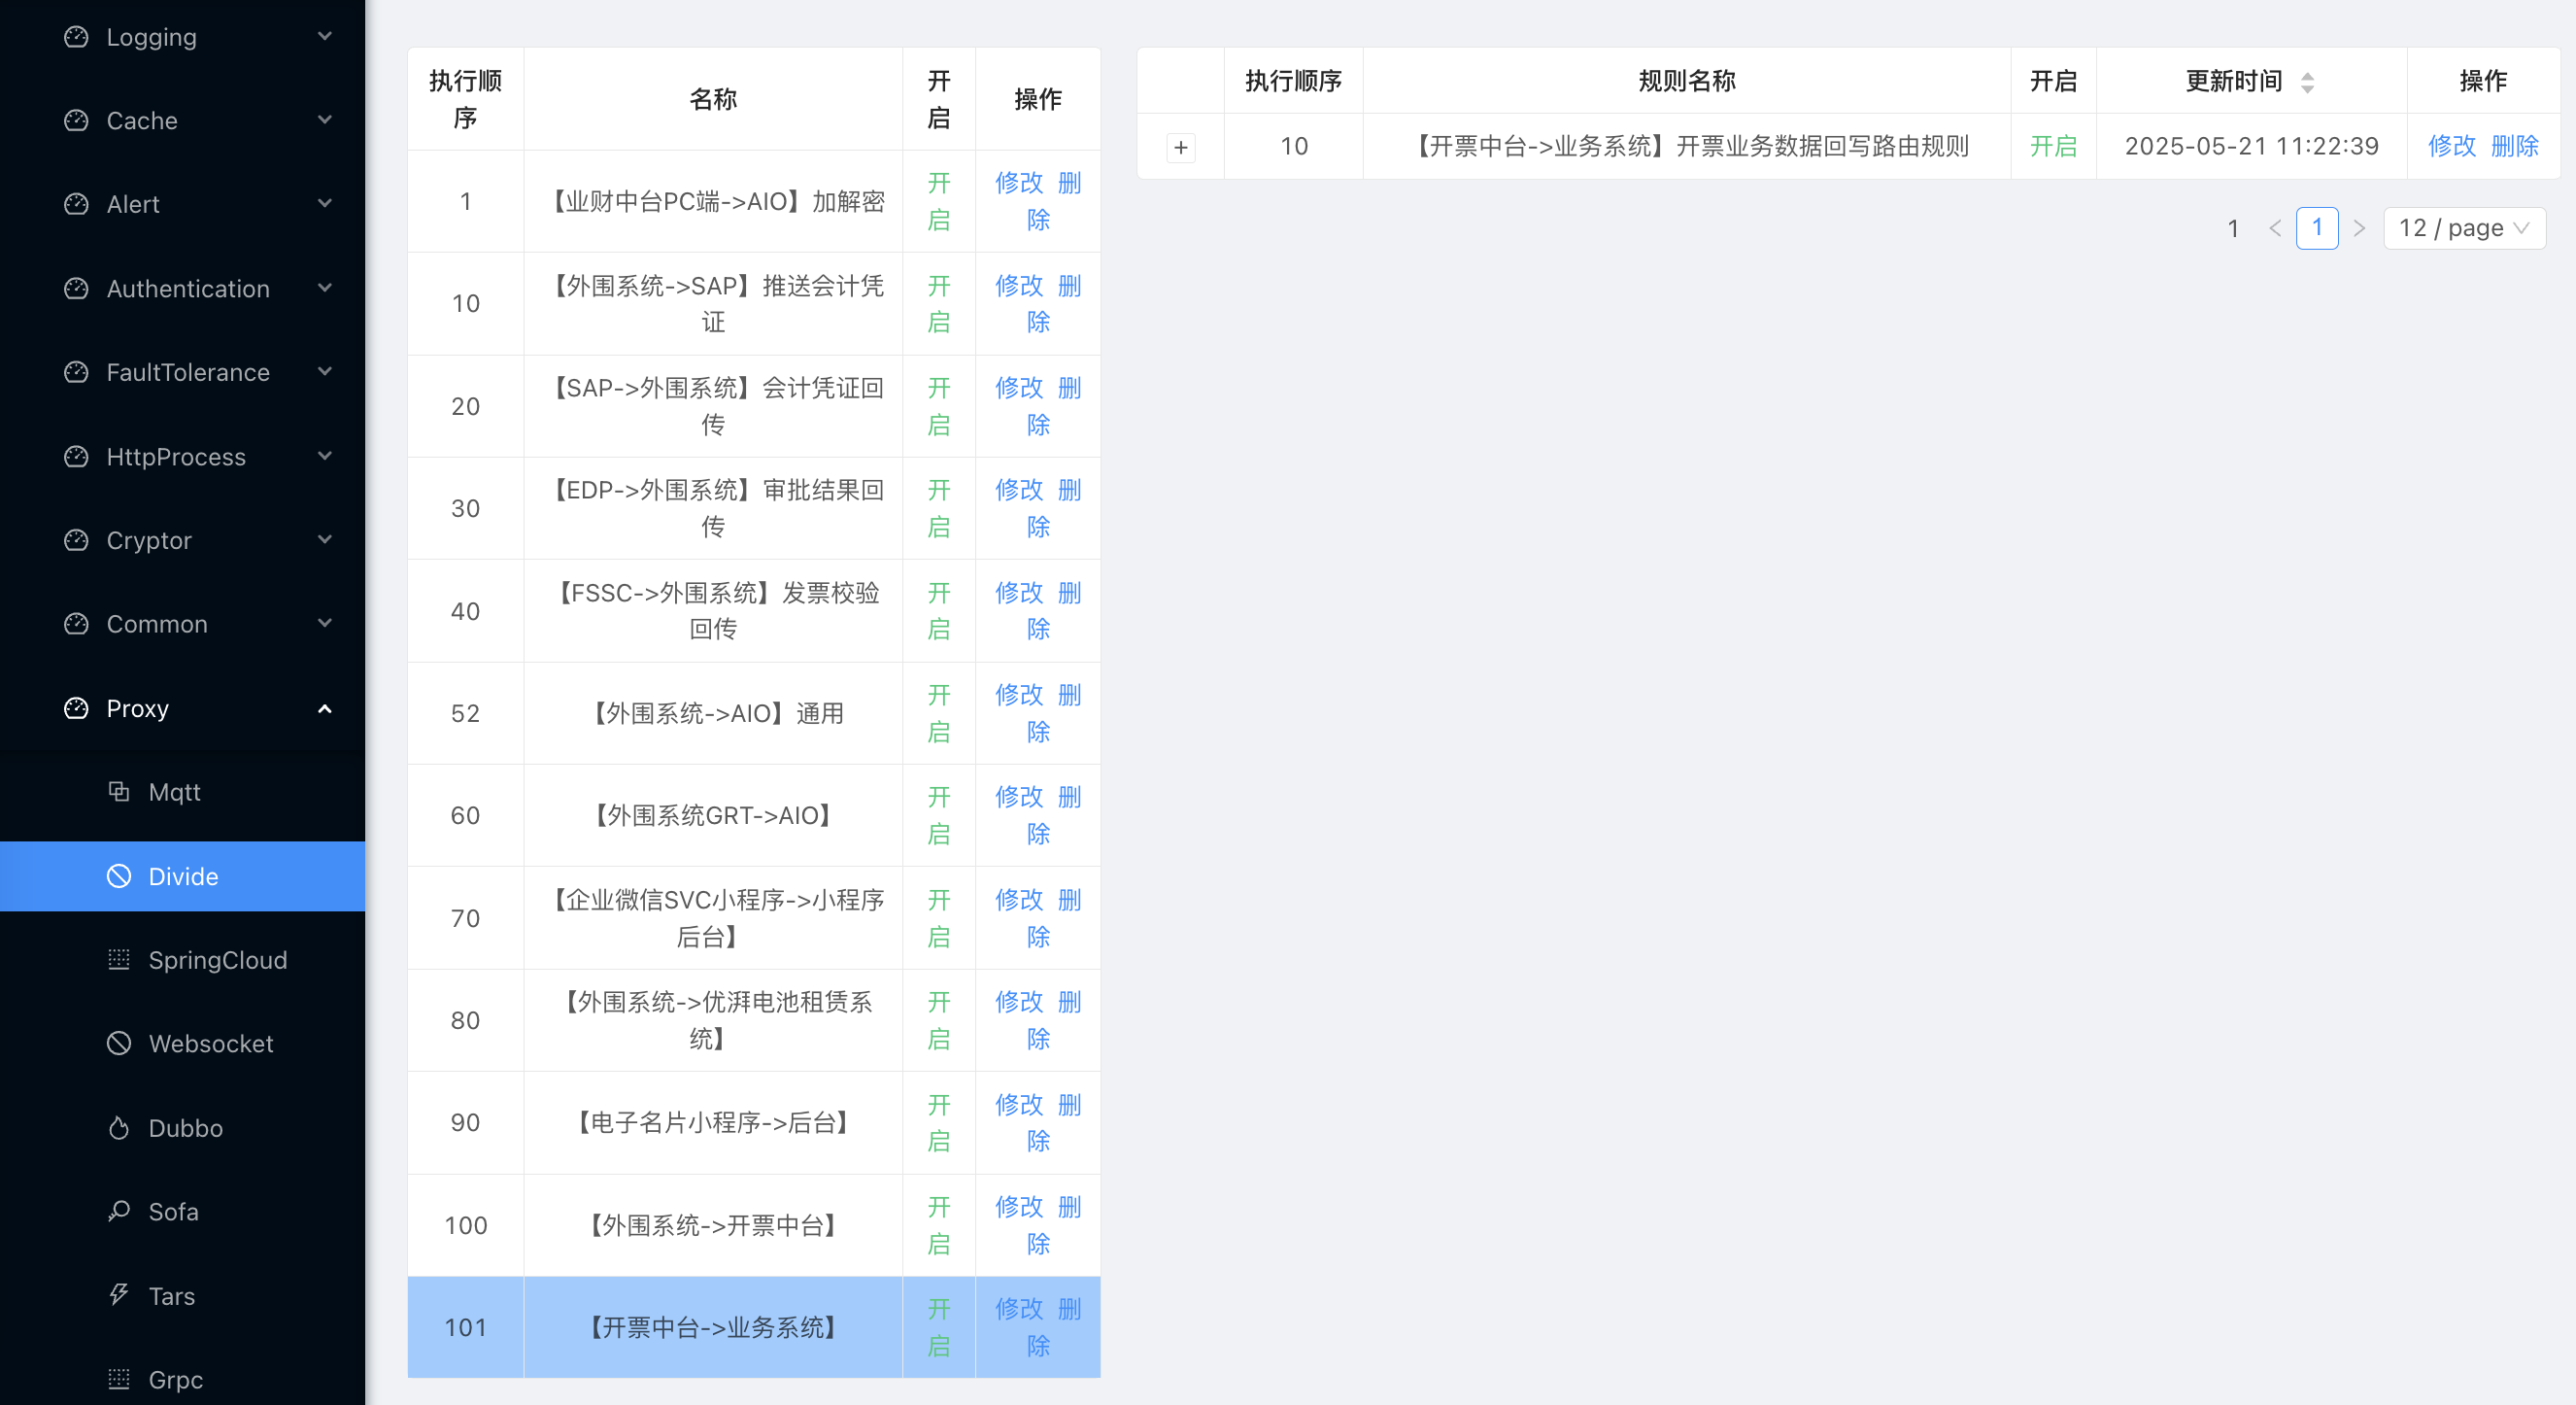 Logging
Cache
Alert
Authentication
FaultTolerance
HttpProcess
Cryptor
Common
Proxy
Mqtt
Divide
SpringCloud
Websocket
Dubbo
Sofa
Tars
Grpc
执行顺
序
名称
开
启
操作
1
【业财中台PC端->AIO】加解密
开
启
修改 删
除
10
【外围系统->SAP】推送会计凭
证
开
启
修改 删
除
20
【SAP->外围系统】会计凭证回
传
开
启
修改 删
除
30
【EDP->外围系统】审批结果回
传
开
启
修改 删
除
40
【FSSC->外围系统】发票校验
回传
开
启
修改 删
除
52
【外围系统->AIO】通用
开
启
修改 删
除
60
【外围系统GRT->AIO】
开
启
修改 删
除
70
【企业微信SVC小程序->小程序
后台】
开
启
修改 删
除
80
【外围系统->优湃电池租赁系
统】
开
启
修改 删
除
90
【电子名片小程序->后台】
开
启
修改 删
除
100
【外围系统->开票中台】
开
启
修改 删
除
101
【开票中台->业务系统】
开
启
修改 删
除
执行顺序
规则名称
开启
更新时间
操作
10
【开票中台->业务系统】开票业务数据回写路由规则
开启
2025-05-21 11:22:39
修改 删除
1
1
12 / page